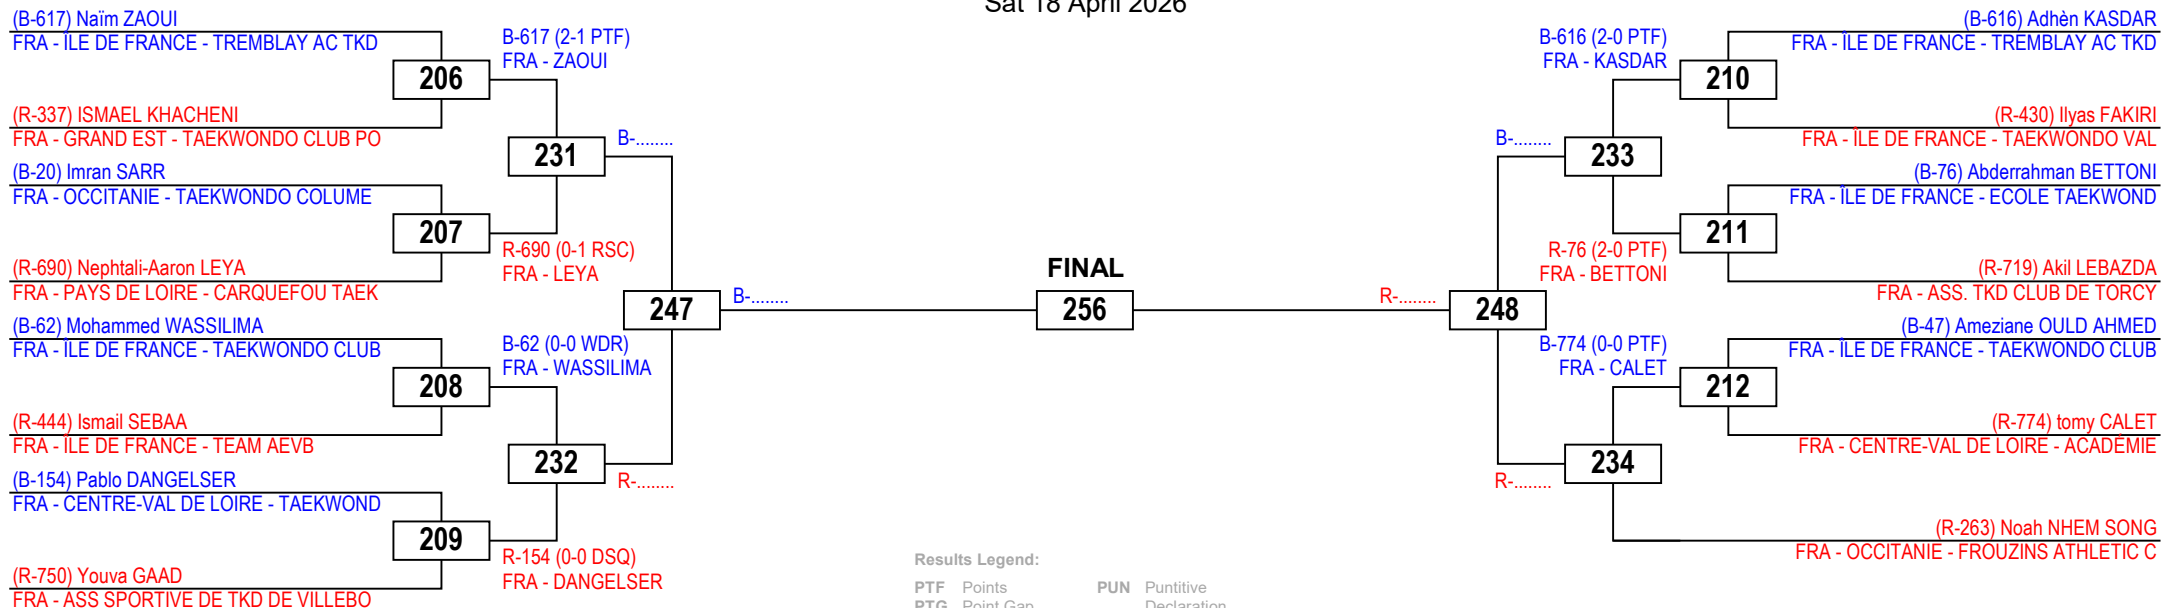 Sat 18 April 2026
(B-617) Naïm ZAOUI
FRA - ÎLE DE FRANCE - TREMBLAY AC TKD
206
(R-337) ISMAEL KHACHENI
FRA - GRAND EST - TAEKWONDO CLUB PO
B-617 (2-1 PTF)
FRA - ZAOUI
231
(B-20) Imran SARR
FRA - OCCITANIE - TAEKWONDO COLUME
207
(R-690) Nephtali-Aaron LEYA
FRA - PAYS DE LOIRE - CARQUEFOU TAEK
R-690 (0-1 RSC)
FRA - LEYA
B-........
247
(B-62) Mohammed WASSILIMA
FRA - ÎLE DE FRANCE - TAEKWONDO CLUB
208
(R-444) Ismail SEBAA
FRA - ÎLE DE FRANCE - TEAM AEVB
B-62 (0-0 WDR)
FRA - WASSILIMA
232
(B-154) Pablo DANGELSER
FRA - CENTRE-VAL DE LOIRE - TAEKWOND
209
(R-750) Youva GAAD
FRA - ASS SPORTIVE DE TKD DE VILLEBO
R-154 (0-0 DSQ)
FRA - DANGELSER
R-........
B-........
FINAL
256
R-........
248
B-........
233
B-616 (2-0 PTF)
FRA - KASDAR
(B-616) Adhèn KASDAR
FRA - ÎLE DE FRANCE - TREMBLAY AC TKD
210
(R-430) Ilyas FAKIRI
FRA - ÎLE DE FRANCE - TAEKWONDO VAL
(B-76) Abderrahman BETTONI
FRA - ÎLE DE FRANCE - ECOLE TAEKWOND
211
R-76 (2-0 PTF)
FRA - BETTONI
(R-719) Akil LEBAZDA
FRA - ASS. TKD CLUB DE TORCY
(B-47) Ameziane OULD AHMED
FRA - ÎLE DE FRANCE - TAEKWONDO CLUB
B-774 (0-0 PTF)
FRA - CALET
212
(R-774) tomy CALET
FRA - CENTRE-VAL DE LOIRE - ACADÉMIE
234
R-........
(R-263) Noah NHEM SONG
FRA - OCCITANIE - FROUZINS ATHLETIC C
Results Legend:
PTF Points PUN Puntitive
PTG Point Gap Declaration